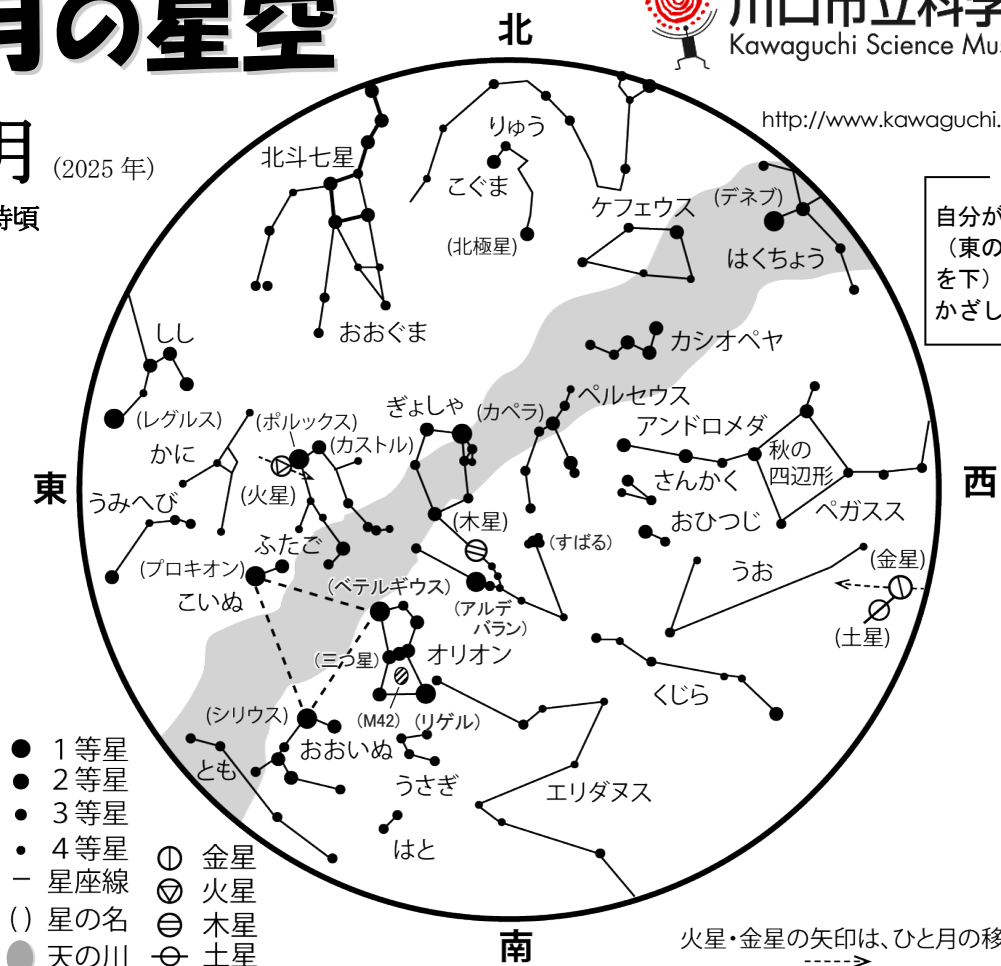 月の星空
北
川口市立科学
Kawaguchi Science Mus
http://www.kawaguchi.
月 (2025 年)
時頃
自分が
（東の
を下）
かざし
北斗七星
りゅう
こぐま
(北極星)
ケフェウス
(デネブ)
はくちょう
おおぐま
カシオペヤ
しし
(レグルス)
(ポルックス)
(カストル)
ぎょしゃ
(カペラ)
ペルセウス
アンドロメダ
秋の
四辺形
かに
東
(火星)
さんかく
西
うみへび
(木星)
おひつじ
ペガスス
ふたご
(すばる)
(金星)
(プロキオン)
(ベテルギウス)
うお
こいぬ
(アルデ
バラン)
(土星)
(三つ星)
オリオン
くじら
(シリウス)
(M42)
(リゲル)
おおいぬ
とも
うさぎ
エリダヌス
はと
1等星
2等星
3等星
4等星
星座線
( ) 星の名
天の川
金星
火星
木星
土星
南
火星・金星の矢印は、ひと月の移